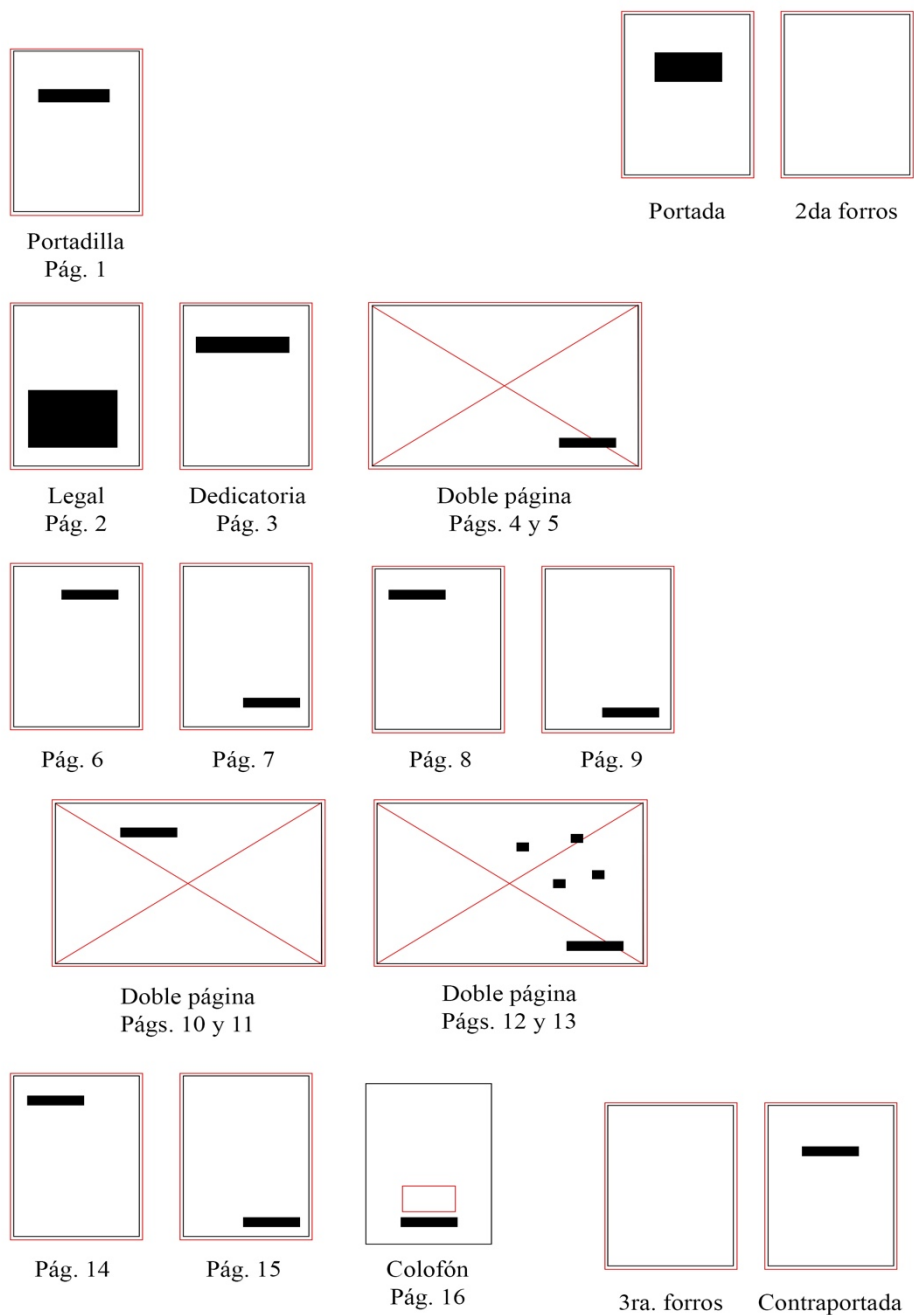 Portada
2da forros
Portadilla
Pág. 1
Legal
Pág. 2
Dedicatoria
Pág. 3
Doble página
Págs. 4 y 5
Pág. 6
Pág. 7
Pág. 8
Pág. 9
Doble página
Págs. 10 y 11
Doble página
Págs. 12 y 13
Pág. 14
Pág. 15
Colofón
Pág. 16
3ra. forros
Contraportada